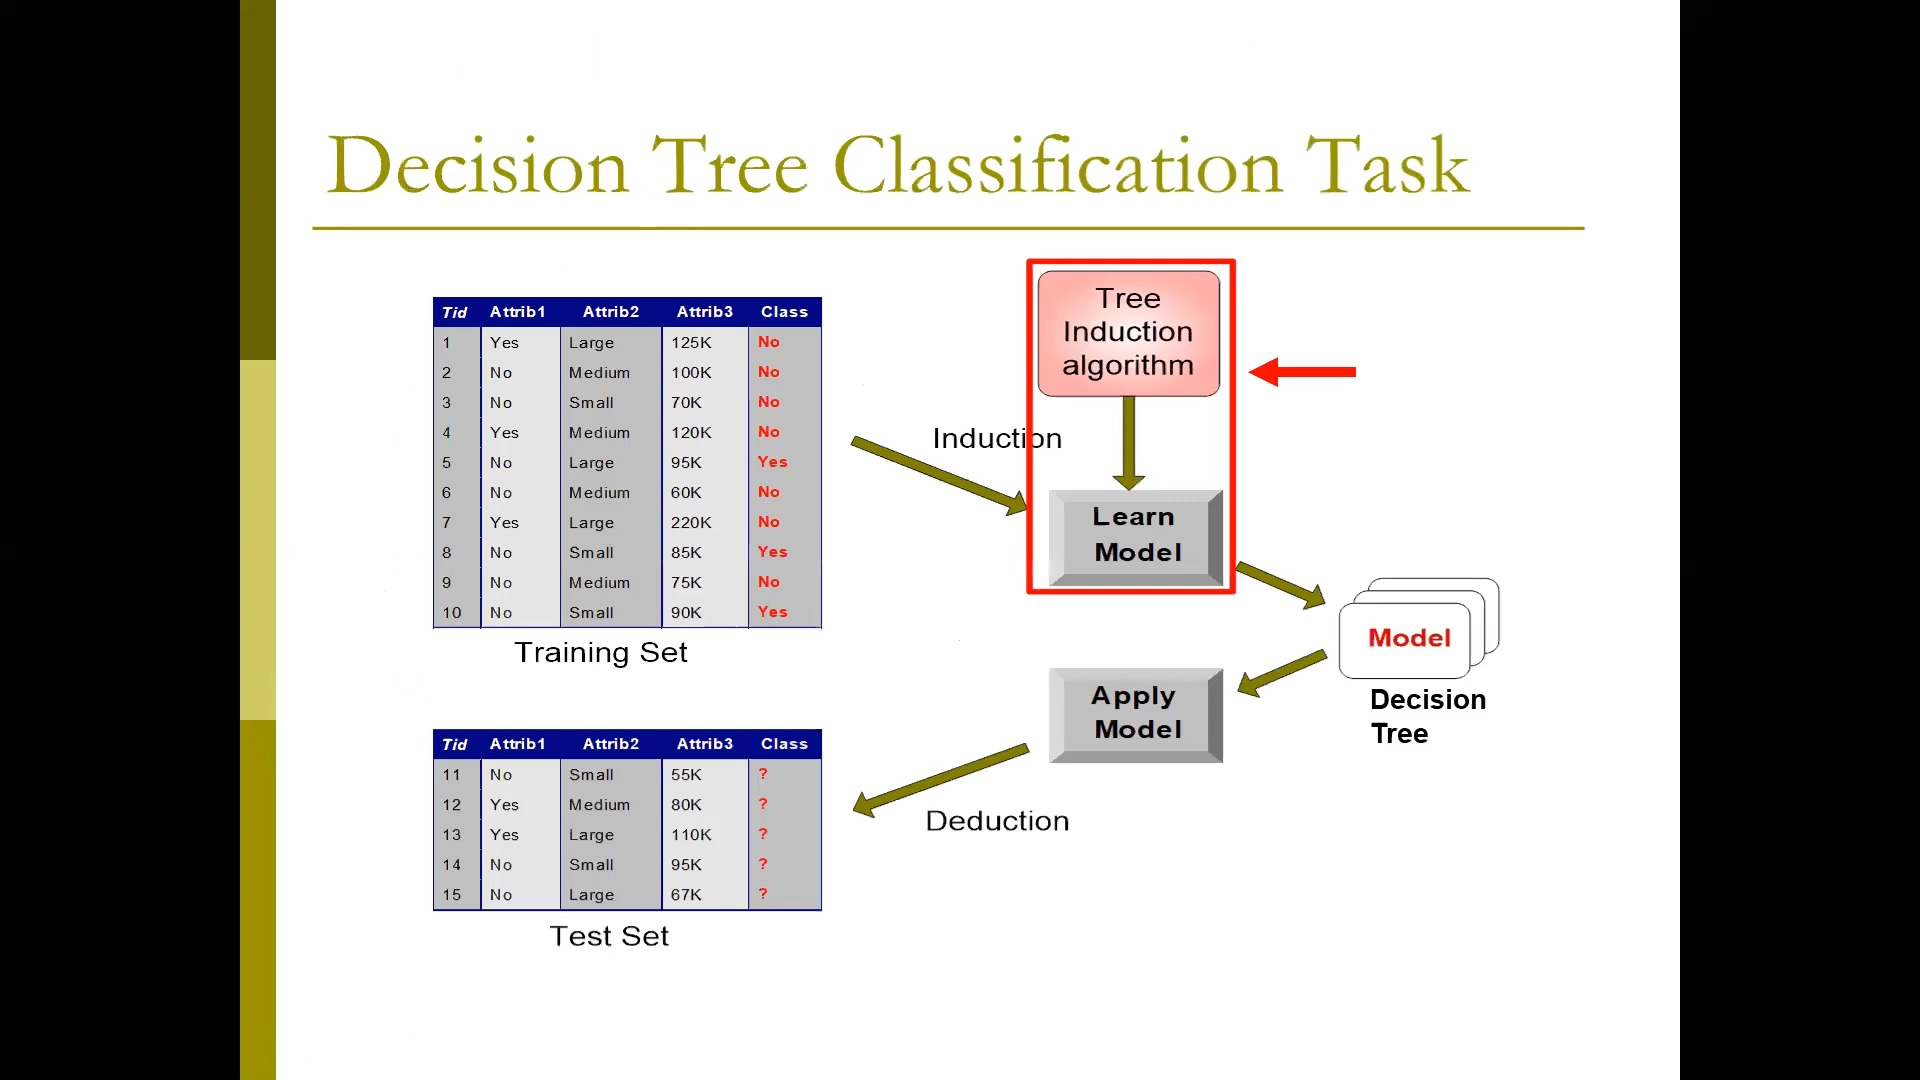 Decision Tree Classification Task
Tid Attrib1 Attrib2 Attrib3 Class
1 Yes Large 125K No
2 No Medium 100K No
3 No Small 70K No
4 Yes Medium 120K No
5 No Large 95K Yes
6 No Medium 60K No
7 Yes Large 220K No
8 No Small 85K Yes
9 No Medium 75K No
10 No Small 90K Yes
Training Set
Tree
Induction
algorithm
Induction
Learn
Model
Model
Decision
Tree
Apply
Model
Deduction
Tid Attrib1 Attrib2 Attrib3 Class
11 No Small 55K ?
12 Yes Medium 80K ?
13 Yes Large 110K ?
14 No Small 95K ?
15 No Large 67K ?
Test Set